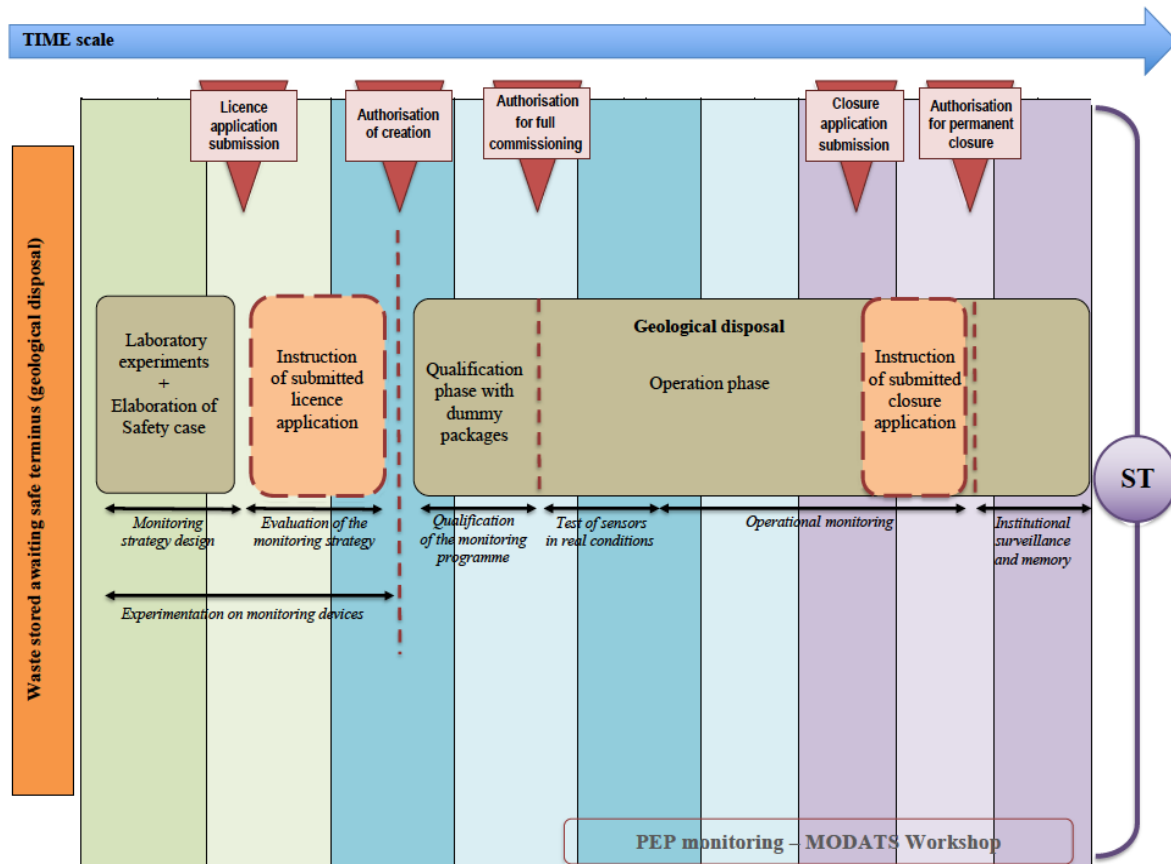 TIME scale
Licence
application
submission
Authorisation
of creation
Authorisation
for full
commissioning
Closure
application
submission
Authorisation
for permanent
closure
Waste stored awaiting safe terminus (geological disposal)
Laboratory
experiments
+
Elaboration of
Safety case
Instruction
of submitted
licence
application
Qualification
phase with
dummy
packages
Geological disposal
Operation phase
Instruction
of submitted
closure
application
ST
Monitoring
strategy design
Evaluation of the
monitoring strategy
Qualification
of the monitoring
programme
Test of sensors
in real conditions
Operational monitoring
Institutional
surveillance
and memory
Experimentation on monitoring devices
PEP monitoring – MODATS Workshop